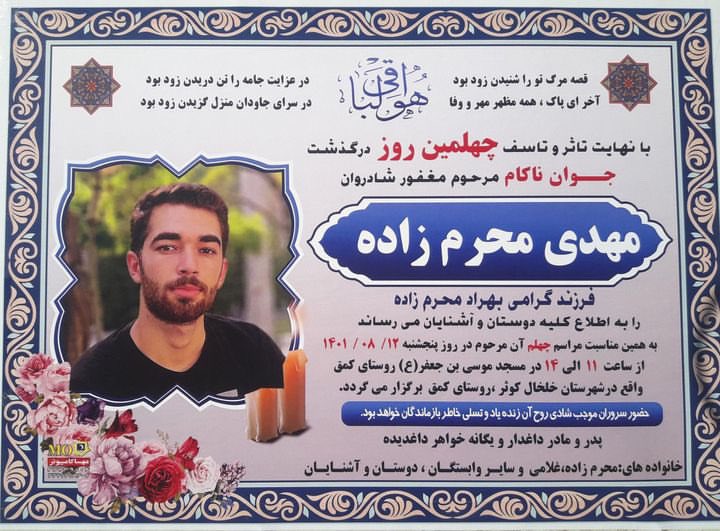 هوالباقی
قصه مرگ تو را شنیدن زود بود
در عزایت جامه را تن دریدن زود بود
آخر ای پاک ، همه مظهر مهر و وفا
در سرای جاودان منزل گزیدن زود بود
با نهایت تاثر و تاسف چهلمین روز درگذشت
جـــوان ناکام مرحوم مغفور شادروان
مهدی محرم زاده
فرزند گرامی بهراد محرم زاده
را به اطلاع کلیه دوستان و آشنایان می رساند
به همین مناسبت مراسم چهلم آن مرحوم در روز پنجشنبه ۱۲/ ۰۸/ ۱۴۰۱
از ساعت ۱۱ الی ۱۴ در مسجد موسی بن جعفر(ع) روستای کمق
واقع درشهرستان خلخال کوثر ،روستای کمق برگزار می گردد.
حضور سروران موجب شادی روح آن زنده یاد و تسلی خاطر بازماندگان خواهد بود.
پدر و مادر داغدار و یگانه خواهر داغدیده
خانواده های:محرم زاده،غلامی و سایر وابستگان ، دوستان و آشنایان
MO
مهاکامپیوتر